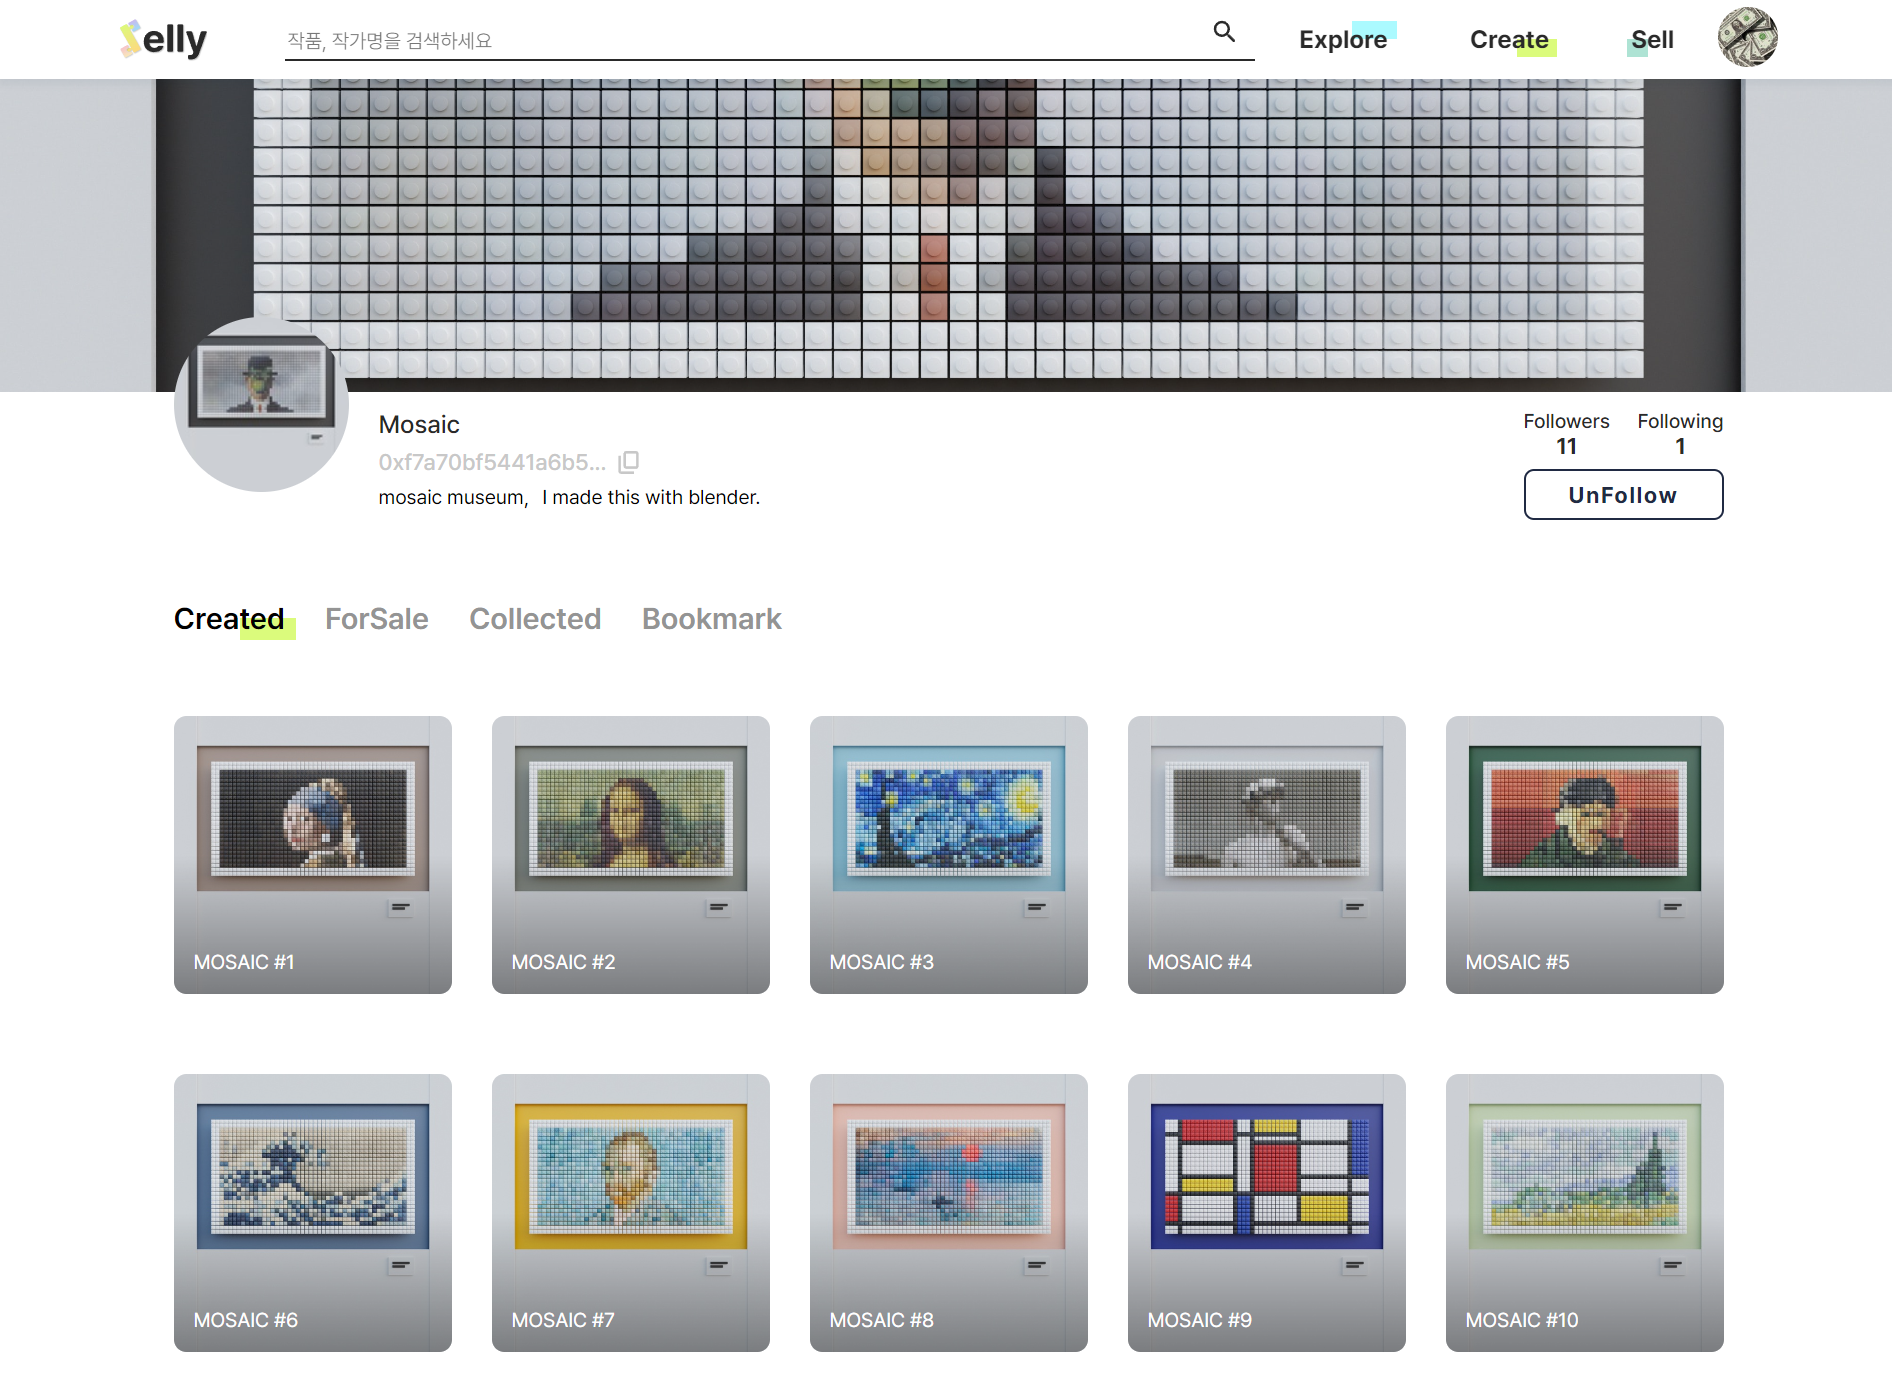 Selly
작품, 작가명을 검색하세요
Explore
Create
Sell
Mosaic
0xf7a70bf5441a6b5...
mosaic museum, I made this with blender.
Followers
11
Following
1
UnFollow
Created
ForSale
Collected
Bookmark
MOSAIC #1
MOSAIC #2
MOSAIC #3
MOSAIC #4
MOSAIC #5
MOSAIC #6
MOSAIC #7
MOSAIC #8
MOSAIC #9
MOSAIC #10